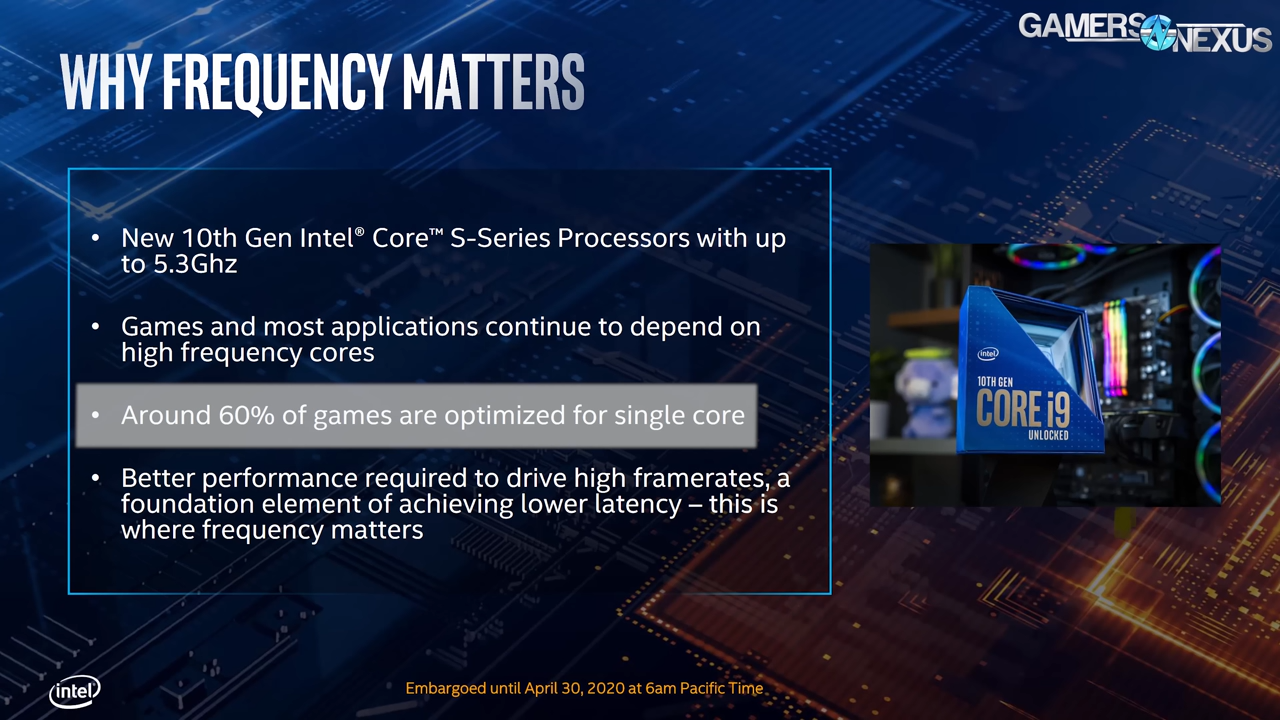 GAMERS NEXUS
WHY FREQUENCY MATTERS
• New 10th Gen Intel® Core™ S-Series Processors with up
to 5.3Ghz
• Games and most applications continue to depend on
high frequency cores
• Around 60% of games are optimized for single core
• Better performance required to drive high framerates, a
foundation element of achieving lower latency – this is
where frequency matters
intel
10TH GEN
CORE i9
UNLOCKED
intel
Embargoed until April 30, 2020 at 6am Pacific Time